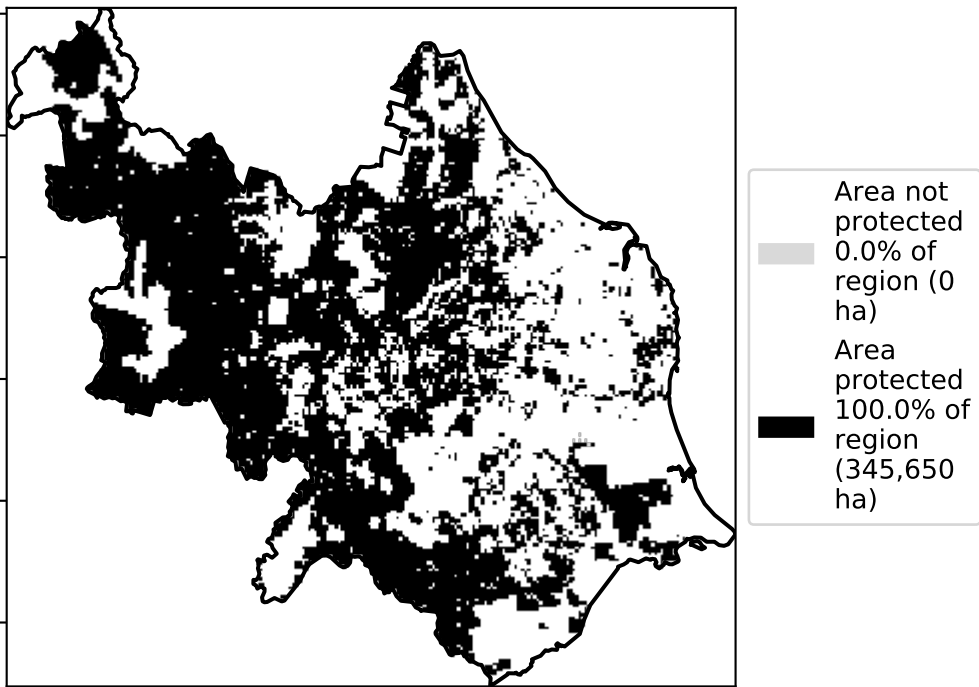 Area not
protected
0.0% of
region (0
ha)
Area
protected
100.0% of
region
(345,650
ha)